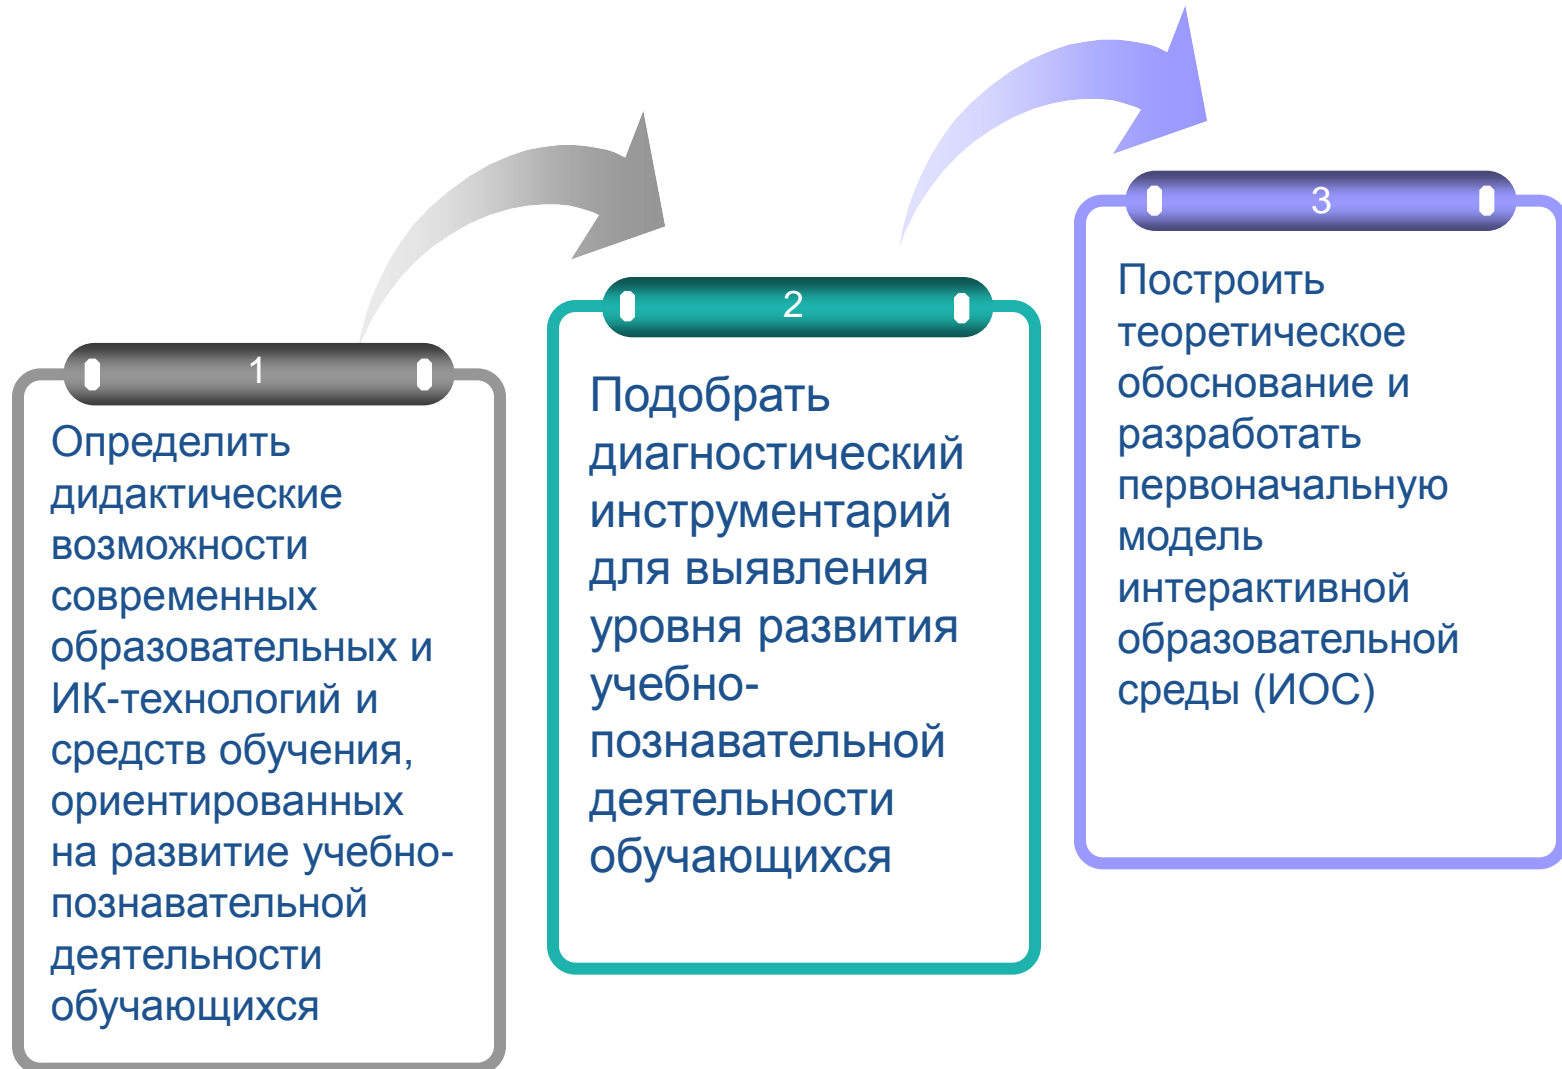 1
Определить
дидактические
возможности
современных
образовательных и
ИК-технологий и
средств обучения,
ориентированных
на развитие учебно-
познавательной
деятельности
обучающихся
2
Подобрать
диагностический
инструментарий
для выявления
уровня развития
учебно-
познавательной
деятельности
обучающихся
3
Построить
теоретическое
обоснование и
разработать
первоначальную
модель
интерактивной
образовательной
среды (ИОС)